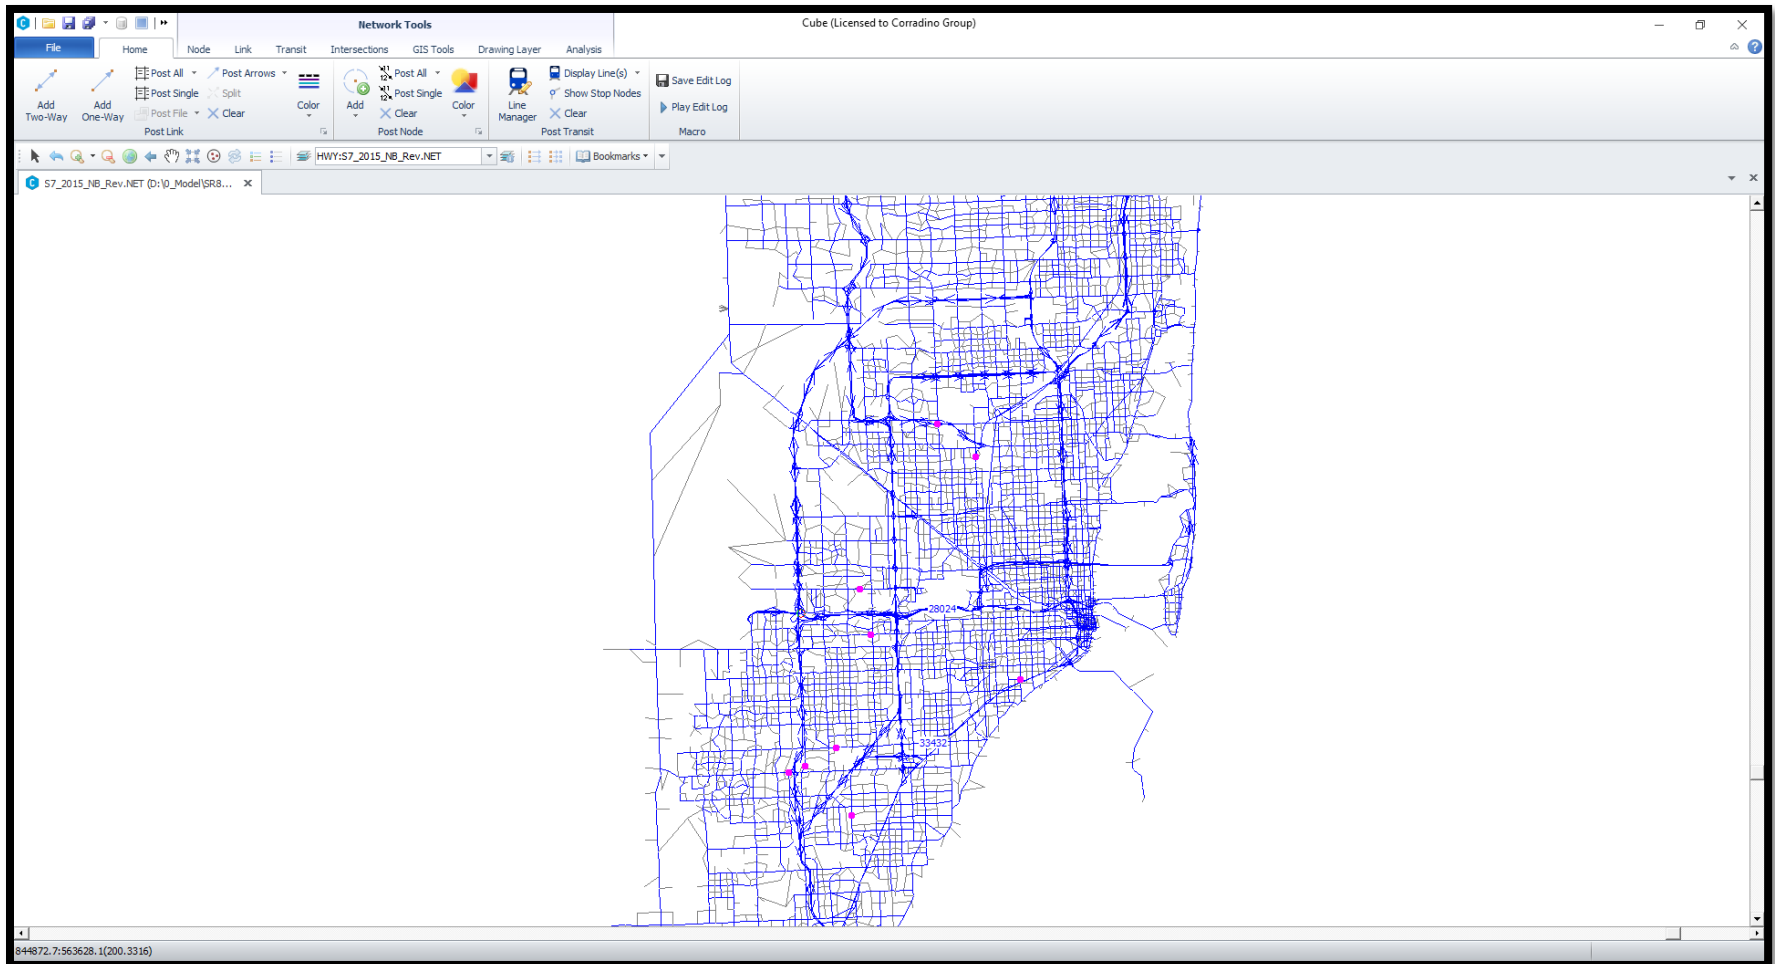 Network Tools
Cube (Licensed to Corradino Group)
File Home Node Link Transit Intersections GIS Tools Drawing Layer Analysis
Add Two-Way
Add One-Way
Post All
Post Arrows
Post Single
Split
Post File
Clear
Color
Post Link
Add
Post All
Post Single
Clear
Color
Post Node
Line Manager
Display Line(s)
Show Stop Nodes
Clear
Post Transit
Save Edit Log
Play Edit Log
Macro
HWY:S7_2015_NB_Rev.NET
Bookmarks
S7_2015_NB_Rev.NET (D:\0_Model\SR8...
28024
33432
844872.7:563628.1(200.3316)